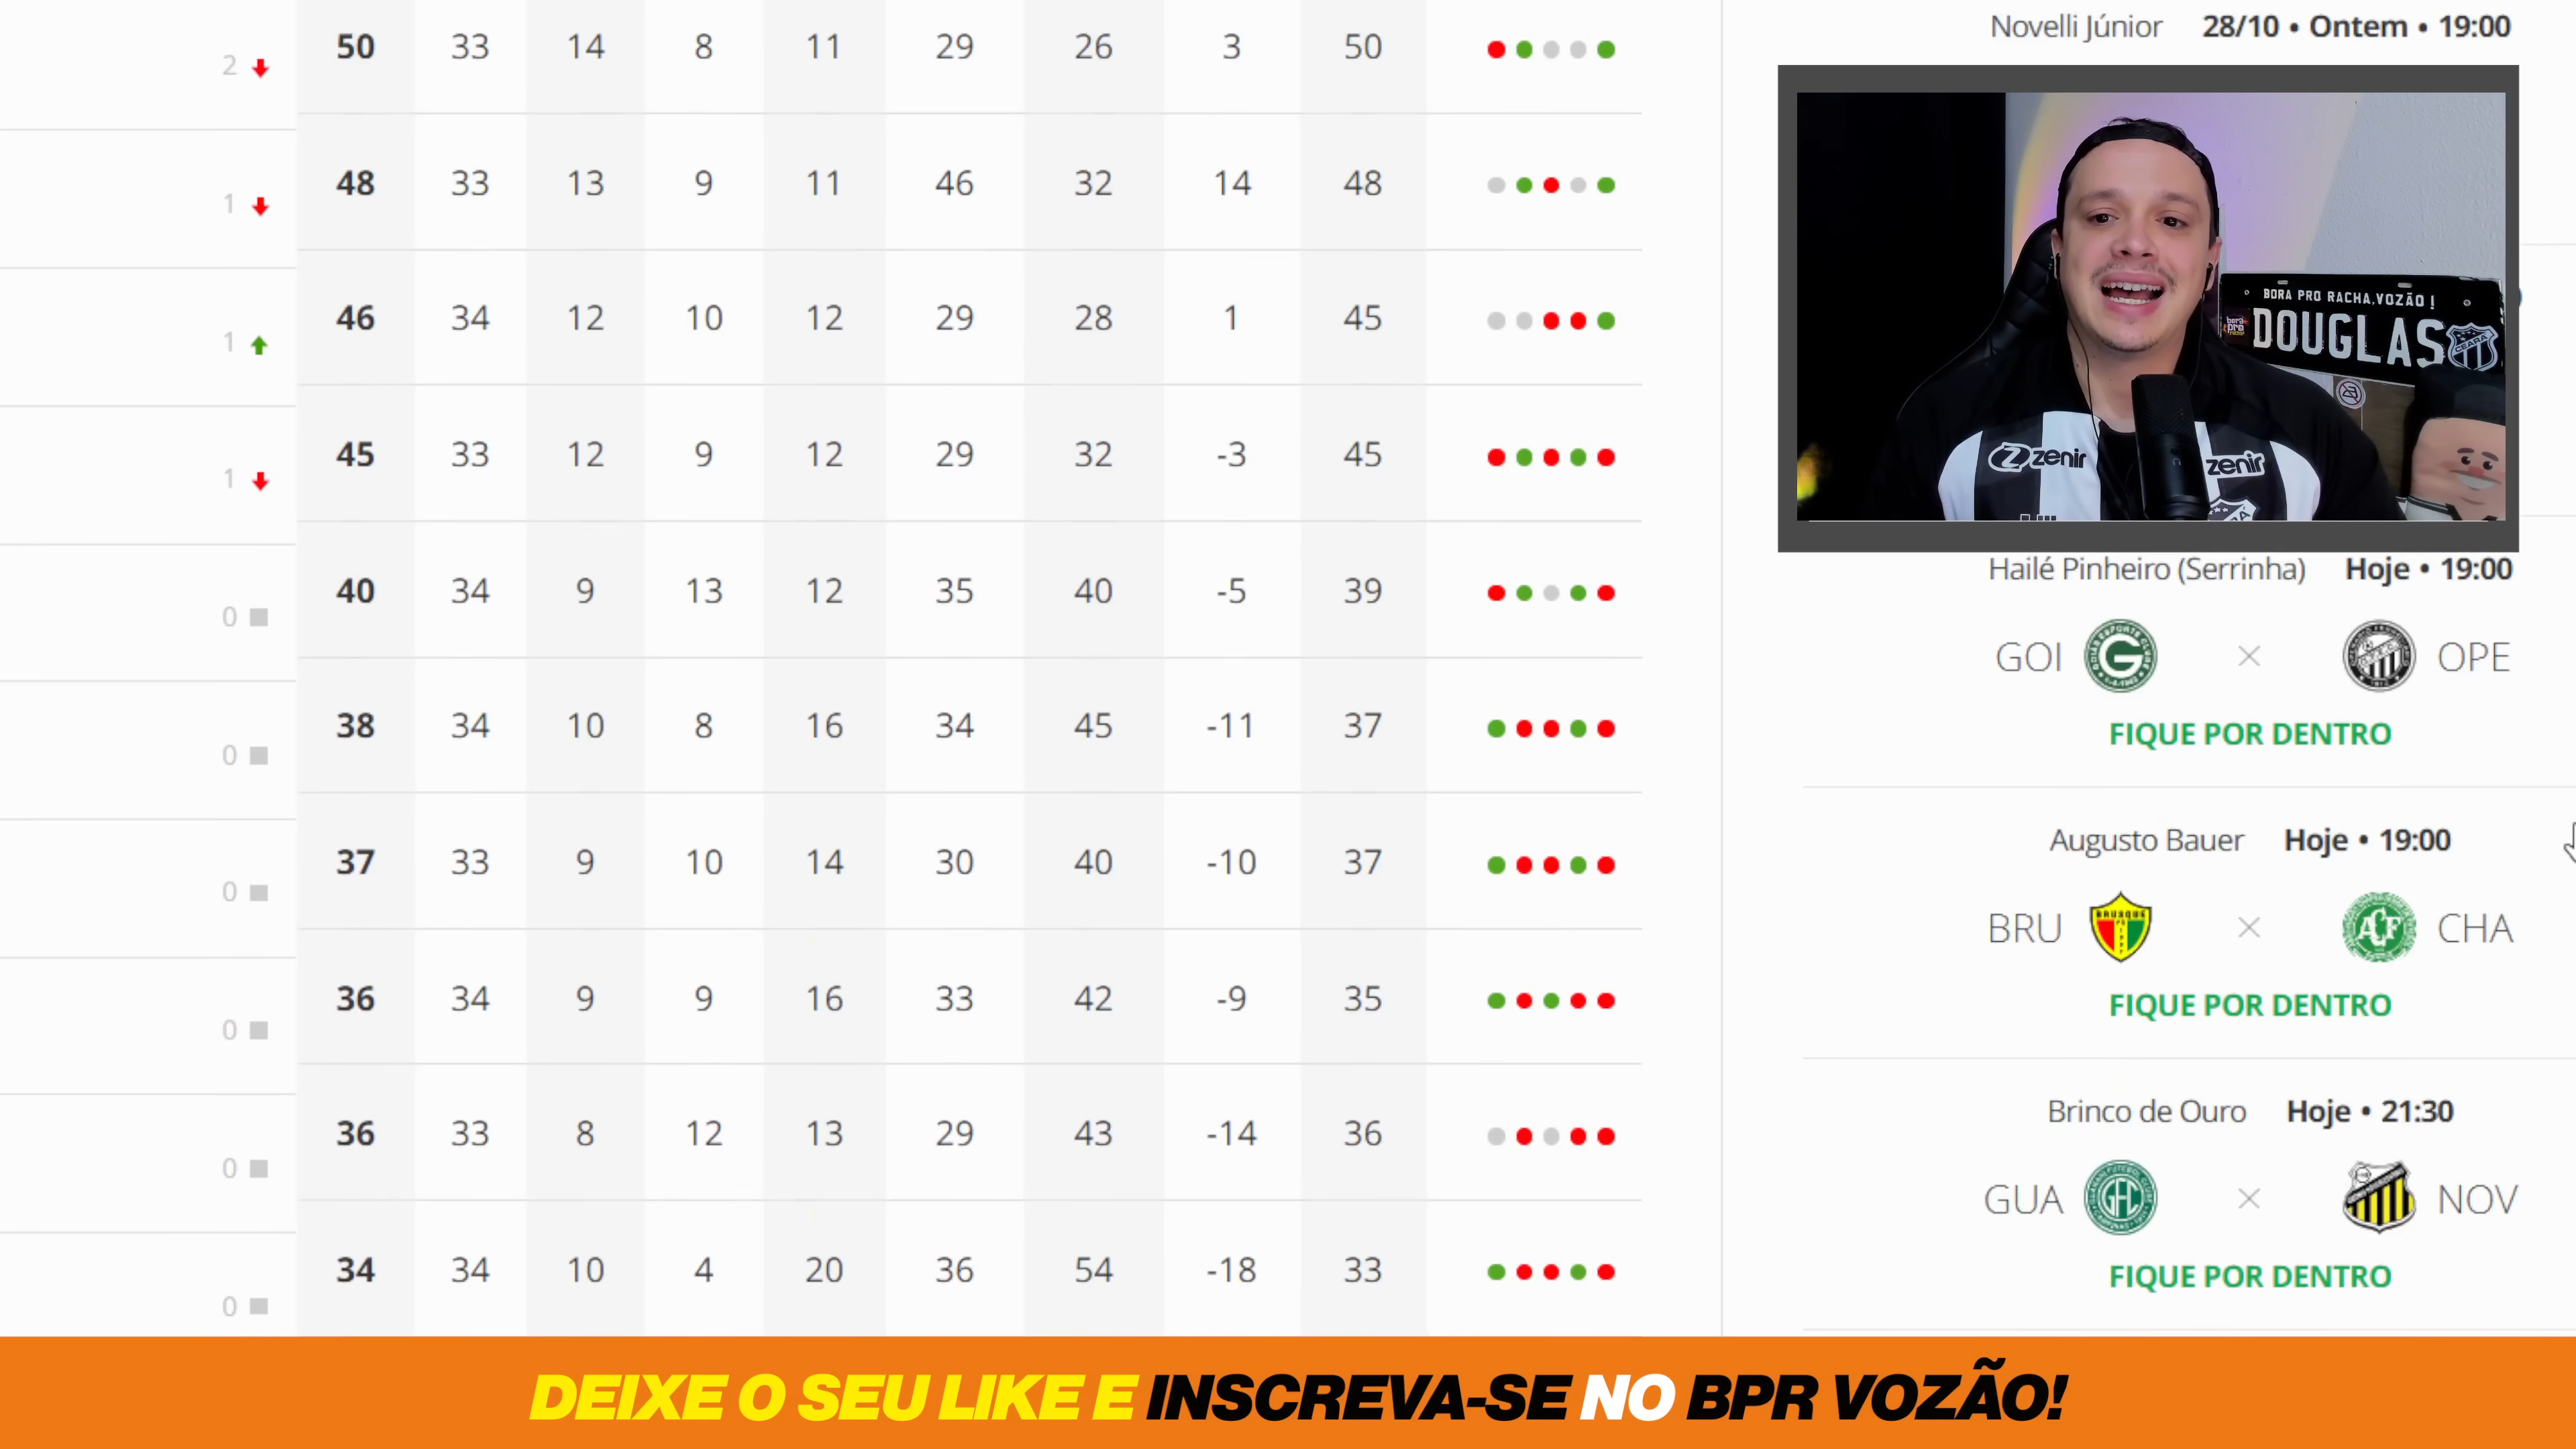 2 50 33 14 8 11 29 26 3 50
1 48 33 13 9 11 46 32 14 48
1 46 34 12 10 12 29 28 1 45
1 45 33 12 9 12 29 32 -3 45
0 40 34 9 13 12 35 40 -5 39
0 38 34 10 8 16 34 45 -11 37
0 37 33 9 10 14 30 40 -10 37
0 36 34 9 9 16 33 42 -9 35
0 36 33 8 12 13 29 43 -14 36
0 34 34 10 4 20 36 54 -18 33
Novelli Júnior 28/10 • Ontem • 19:00
BORA PRO RACHA,VOZÃO !
DOUGLAS
CEARÁ
zenir zenir
Hailé Pinheiro (Serrinha) Hoje • 19:00
GOI G × OPE
FIQUE POR DENTRO
Augusto Bauer Hoje • 19:00
BRU BRUSQUE × ACF CHA
FIQUE POR DENTRO
Brinco de Ouro Hoje • 21:30
GUA GFC × NOV
FIQUE POR DENTRO
DEIXE O SEU LIKE E INSCREVA-SE NO BPR VOZÃO!